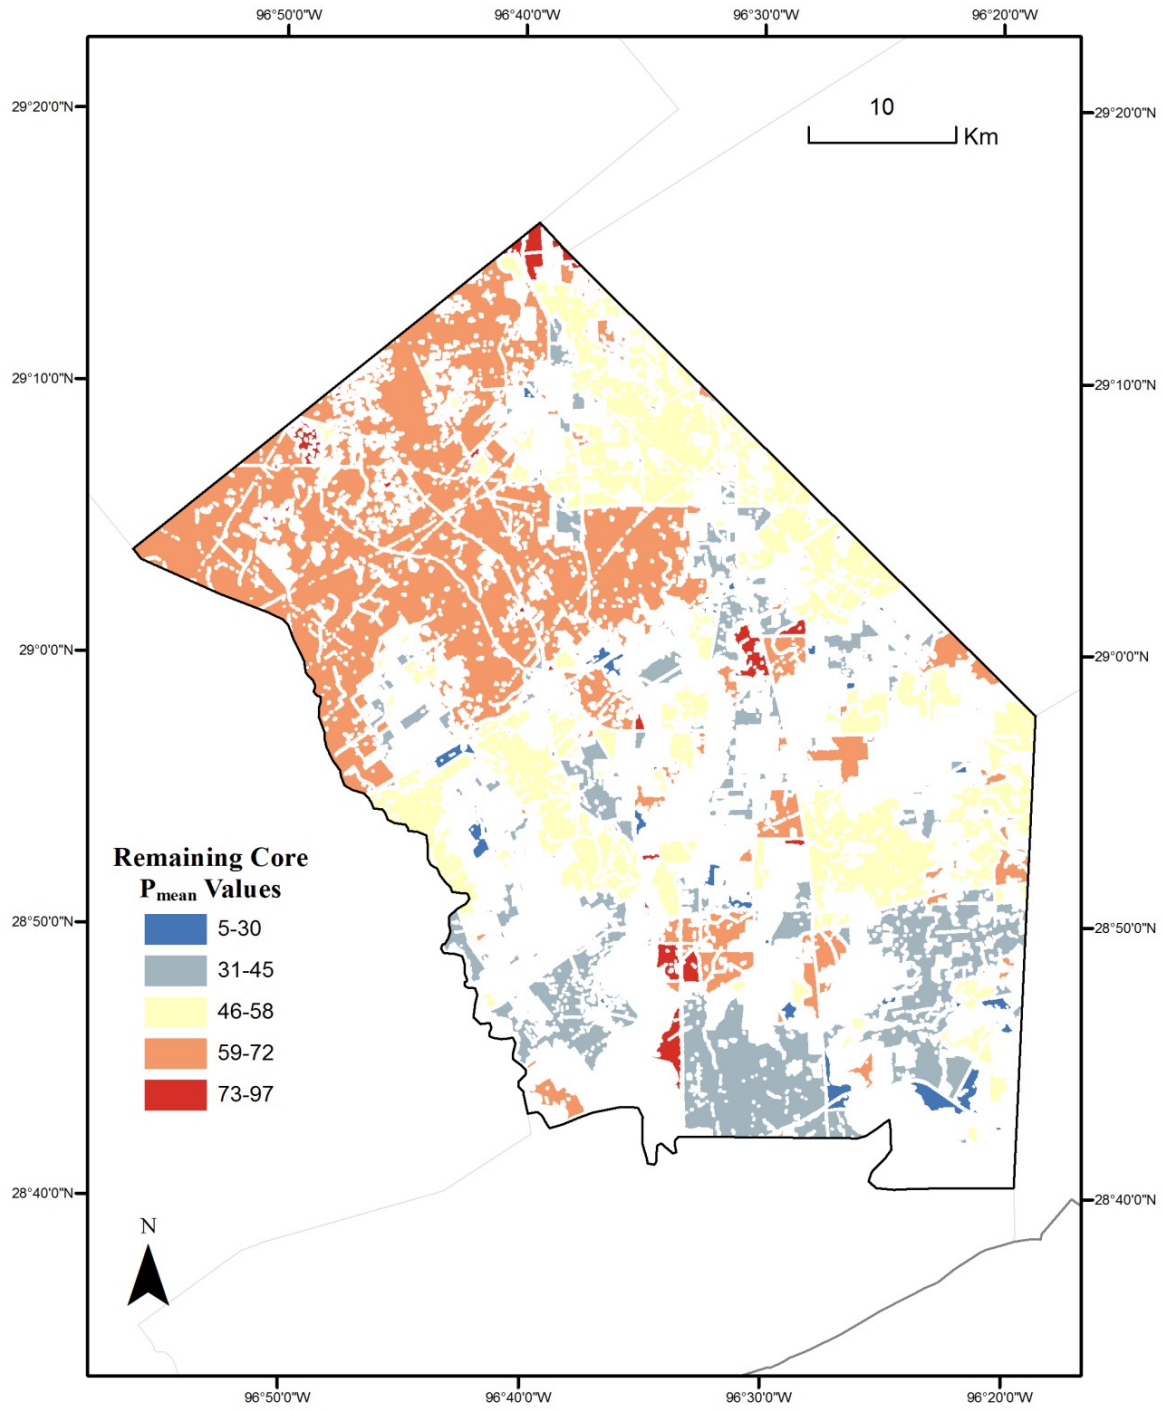 96°50'0"W 96°40'0"W 96°30'0"W 96°20'0"W
29°20'0"N 29°20'0"N
10
Km
29°10'0"N 29°10'0"N
29°0'0"N 29°0'0"N
Remaining Core
Pmean Values
5-30
31-45
46-58
59-72
73-97
28°50'0"N 28°50'0"N
28°40'0"N 28°40'0"N
N
96°50'0"W 96°40'0"W 96°30'0"W 96°20'0"W